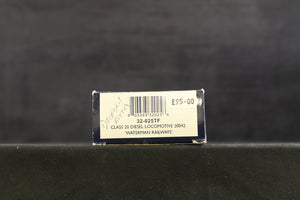 £95-00
32-025TF
CLASS 20 DIESEL LOCOMOTIVE 20042
'WATERMAN RAILWAYS'